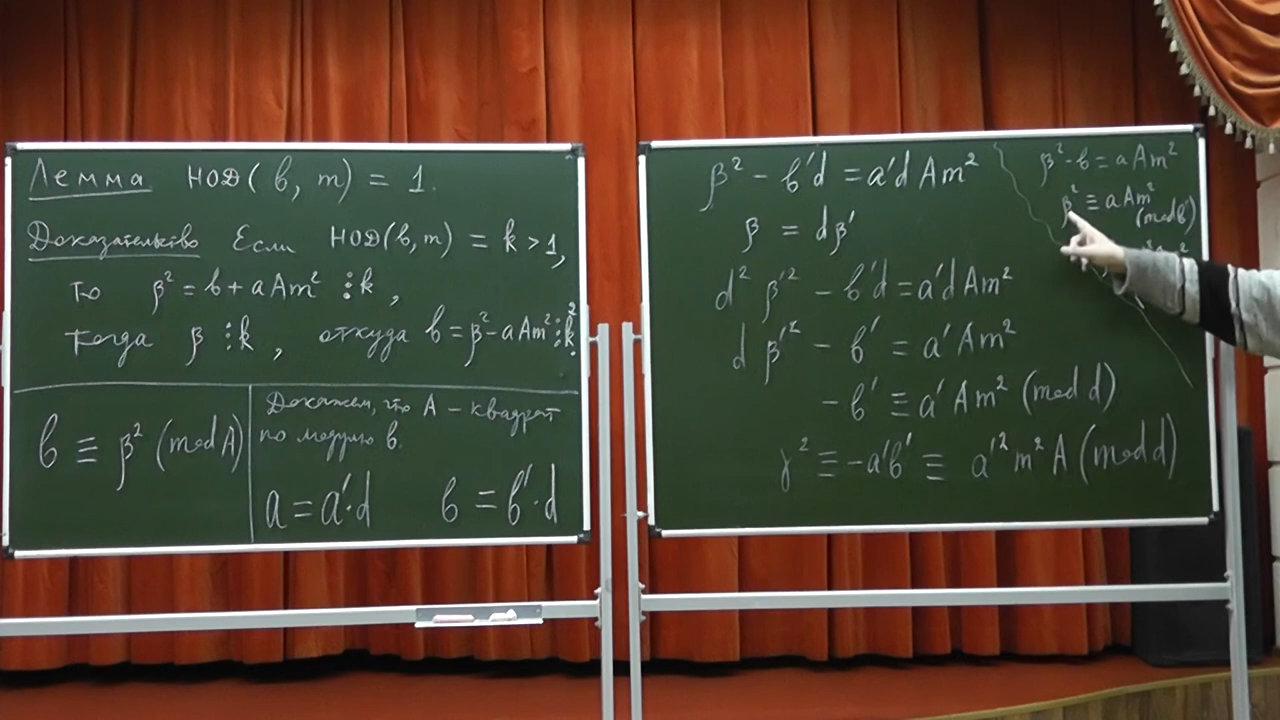 Лемма НОД(b, m) = 1.
Доказательство Если НОД(b, m) = k > 1,
то β² = b + aAm² ⋮ k,
тогда β ⋮ k, откуда b = β² - aAm² ⋮ k².
b ≡ β² (mod A)
Докажем, что A – квадрат
по модулю b.
a = a'·d b = b'·d
β² - b'd = a'd Am²
β = dβ'
d² β'² - b'd = a'd Am²
d β'² - b' = a' Am²
- b' ≡ a' Am² (mod d)
γ² ≡ -a'b' ≡ a'² m² A (mod d)
β² - b = aAm²
β² ≡ aAm²
(mod b')